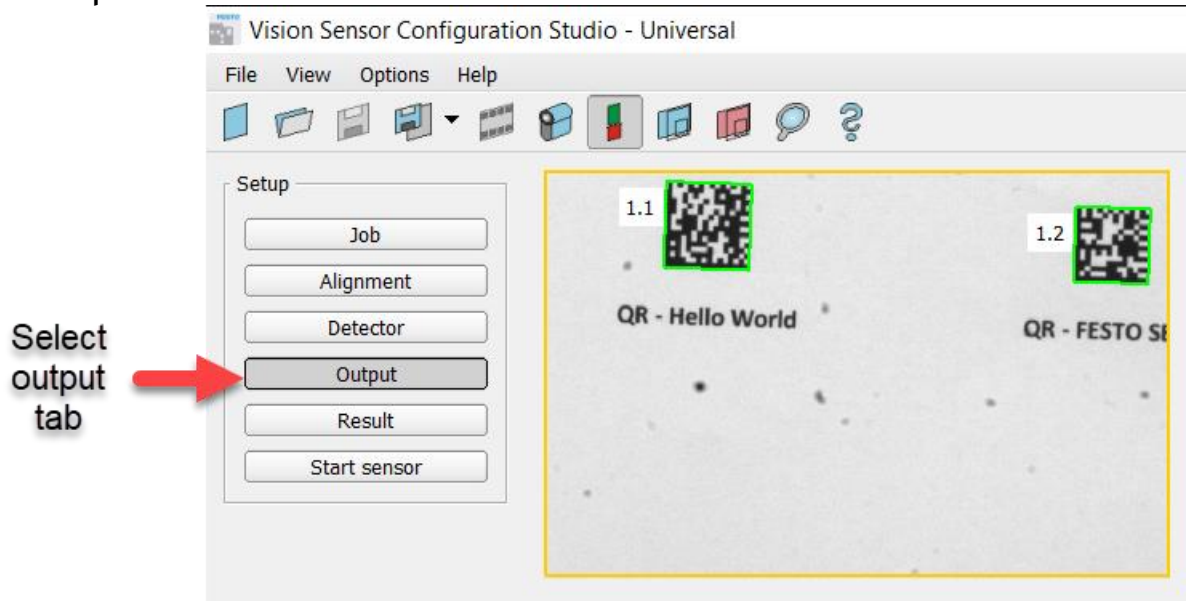 FESTO
Vision Sensor Configuration Studio - Universal
File View Options Help
Setup
Job
Alignment
Detector
Output
Result
Start sensor
Select
output
tab
1.1
1.2
QR - Hello World
QR - FESTO